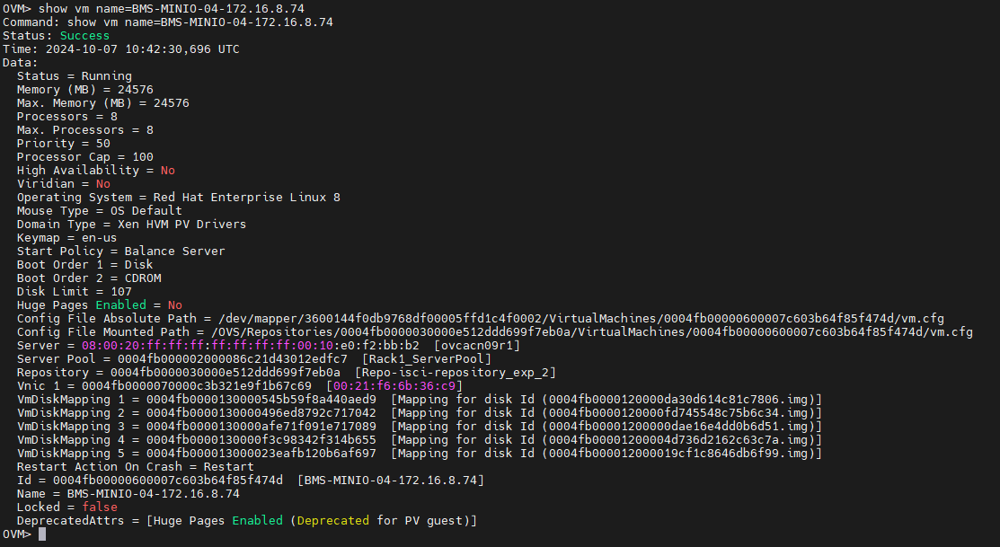 OVM> show vm name=BMS-MINIO-04-172.16.8.74
Command: show vm name=BMS-MINIO-04-172.16.8.74
Status: Success
Time: 2024-10-07 10:42:30,696 UTC
Data:
  Status = Running
  Memory (MB) = 24576
  Max. Memory (MB) = 24576
  Processors = 8
  Max. Processors = 8
  Priority = 50
  Processor Cap = 100
  High Availability = No
  Viridian = No
  Operating System = Red Hat Enterprise Linux 8
  Mouse Type = OS Default
  Domain Type = Xen HVM PV Drivers
  Keymap = en-us
  Start Policy = Balance Server
  Boot Order 1 = Disk
  Boot Order 2 = CDROM
  Disk Limit = 107
  Huge Pages Enabled = No
  Config File Absolute Path = /dev/mapper/3600144f0db9768df00005ffd1c4f0002/VirtualMachines/0004fb00000600007c603b64f85f474d/vm.cfg
  Config File Mounted Path = /OVS/Repositories/0004fb0000030000e512ddd699f7eb0a/VirtualMachines/0004fb00000600007c603b64f85f474d/vm.cfg
  Server = 08:00:20:ff:ff:ff:ff:ff:ff:ff:00:10:e0:f2:bb:b2  [ovcacn09r1]
  Server Pool = 0004fb000002000086c21d43012edfc7  [Rack1_ServerPool]
  Repository = 0004fb0000030000e512ddd699f7eb0a  [Repo-isci-repository_exp_2]
  Vnic 1 = 0004fb0000070000c3b321e9f1b67c69  [00:21:f6:6b:36:c9]
  VmDiskMapping 1 = 0004fb0000130000545b59f8a440aed9  [Mapping for disk Id (0004fb0000120000da30d614c81c7806.img)]
  VmDiskMapping 2 = 0004fb0000130000496ed8792c717042  [Mapping for disk Id (0004fb0000120000fd745548c75b6c34.img)]
  VmDiskMapping 3 = 0004fb0000130000afe71f091e717089  [Mapping for disk Id (0004fb0000120000dae16e4dd0b6d51.img)]
  VmDiskMapping 4 = 0004fb0000130000f3c98342f314b655  [Mapping for disk Id (0004fb00001200004d736d2162c63c7a.img)]
  VmDiskMapping 5 = 0004fb000013000023eafb120b6af697  [Mapping for disk Id (0004fb000012000019cf1c8646db6f99.img)]
  Restart Action On Crash = Restart
  Id = 0004fb00000600007c603b64f85f474d  [BMS-MINIO-04-172.16.8.74]
  Name = BMS-MINIO-04-172.16.8.74
  Locked = false
  DeprecatedAttrs = [Huge Pages Enabled (Deprecated for PV guest)]
OVM>